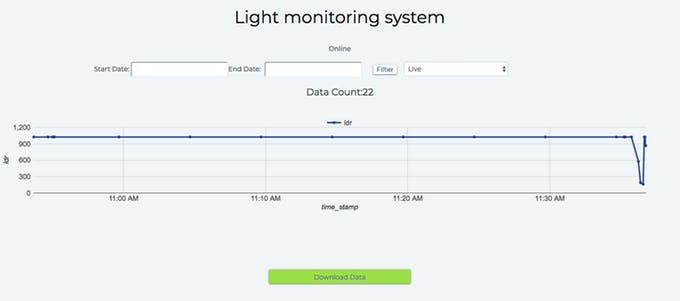 Light monitoring system
Online
Start Date: End Date: Filter Live
Data Count:22
ldr
1,200
900
600
300
0
ldr
11:00 AM 11:10 AM 11:20 AM 11:30 AM
time_stamp
Download Data